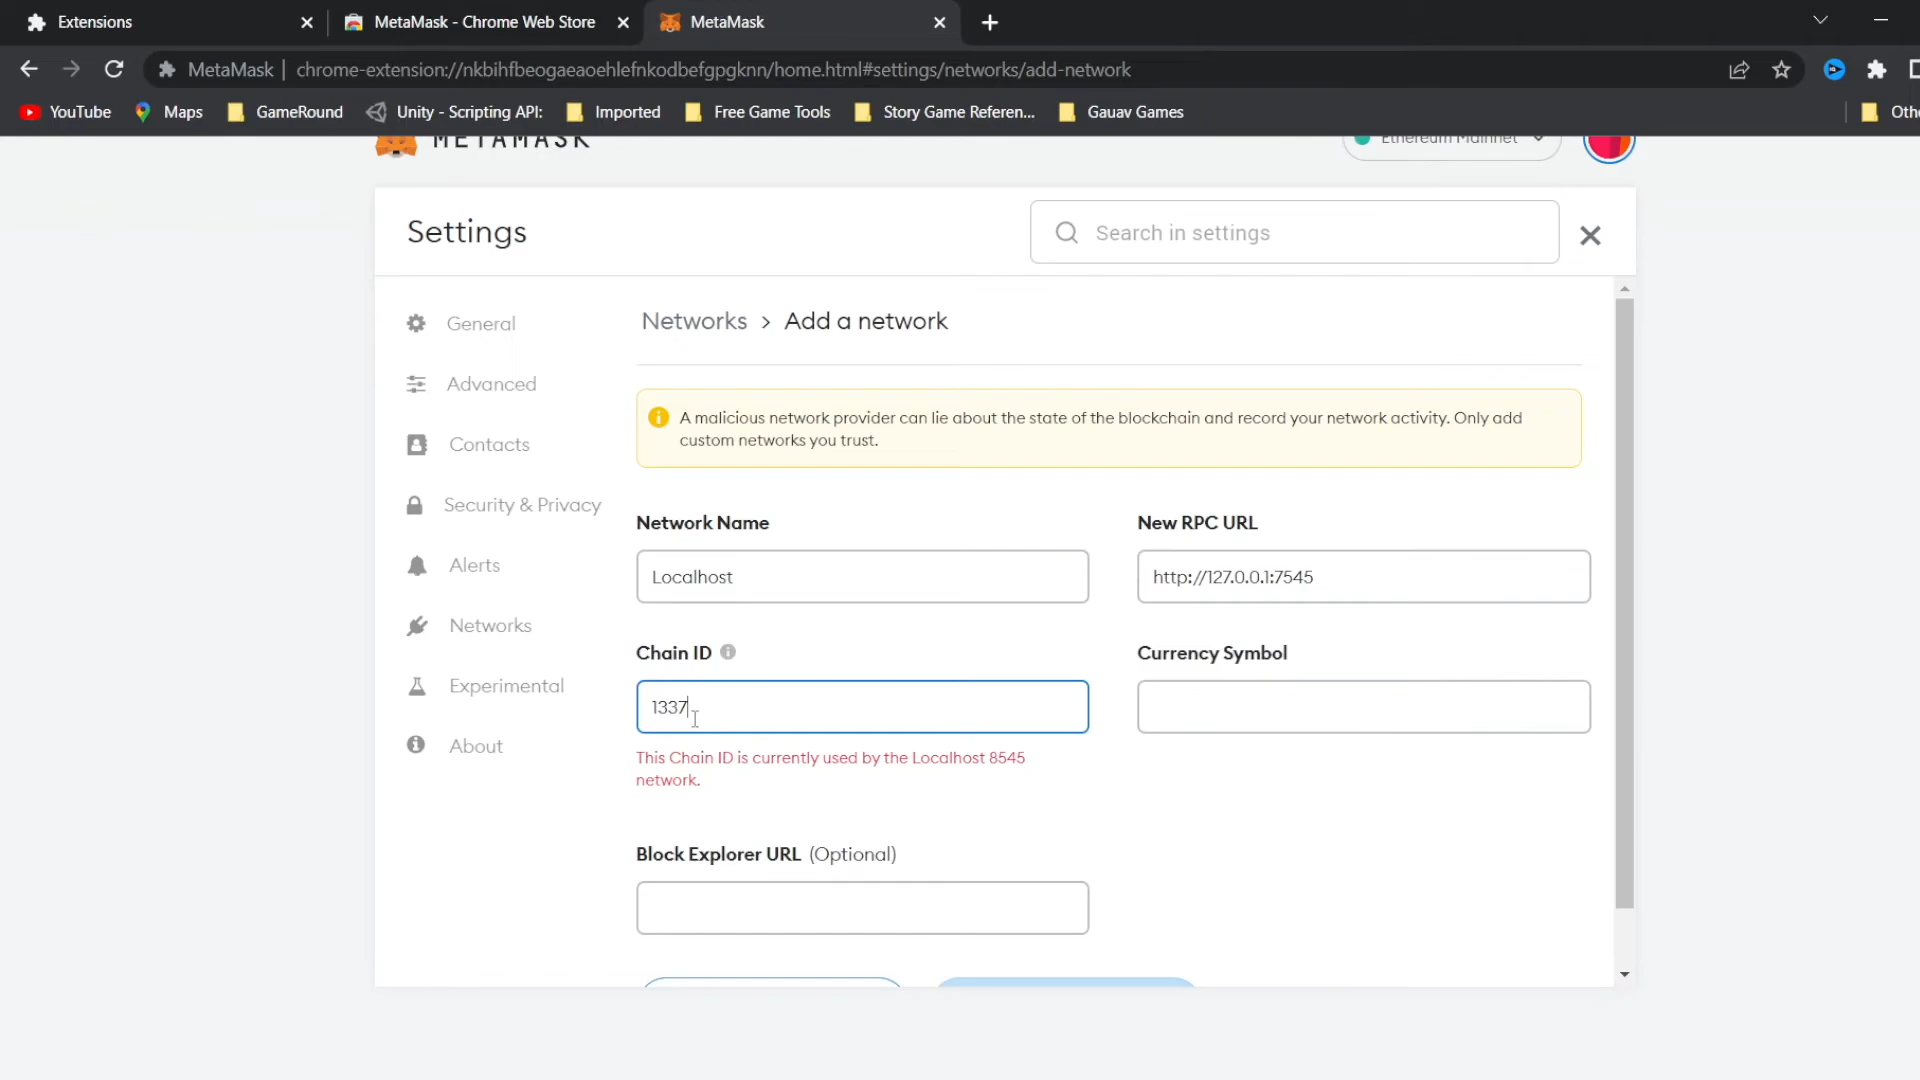 Extensions
MetaMask - Chrome Web Store
MetaMask
MetaMask | chrome-extension://nkbihfbeogaeaoehlefnkodbefgpgknn/home.html#settings/networks/add-network
YouTube
Maps
GameRound
Unity - Scripting API:
Imported
Free Game Tools
Story Game Referen...
Gauav Games
Othe
METAMASK
Ethereum Mainnet
Settings
Search in settings
General
Advanced
Contacts
Security & Privacy
Alerts
Networks
Experimental
About
Networks > Add a network
A malicious network provider can lie about the state of the blockchain and record your network activity. Only add
custom networks you trust.
Network Name
Localhost
New RPC URL
http://127.0.0.1:7545
Chain ID
1337
This Chain ID is currently used by the Localhost 8545
network.
Currency Symbol
Block Explorer URL (Optional)